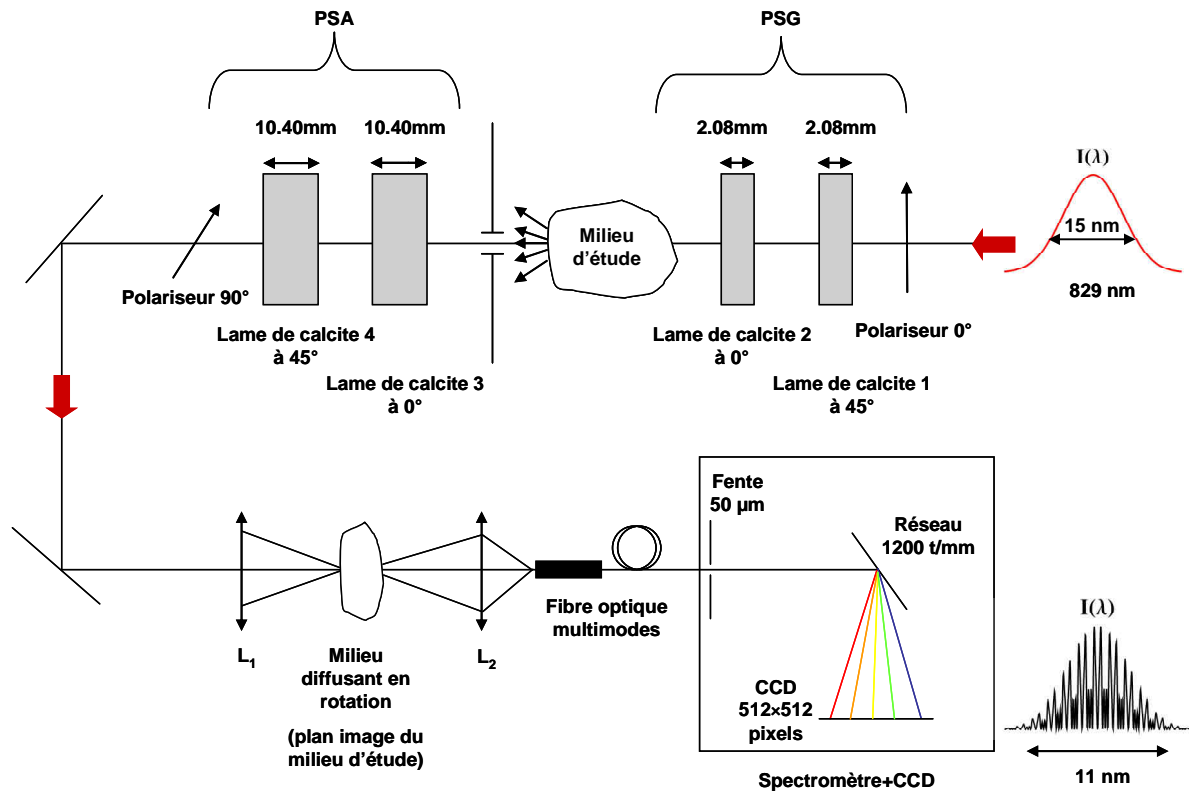 PSA
PSG
10.40mm
10.40mm
2.08mm
2.08mm
I(λ)
15 nm
829 nm
Milieu
d'étude
Polariseur 90°
Polariseur 0°
Lame de calcite 4
à 45°
Lame de calcite 3
à 0°
Lame de calcite 2
à 0°
Lame de calcite 1
à 45°
Fente
50 µm
Réseau
1200 t/mm
Fibre optique
multimodes
L1
L2
Milieu
diffusant en
rotation
(plan image du
milieu d'étude)
CCD
512×512
pixels
I(λ)
11 nm
Spectromètre+CCD